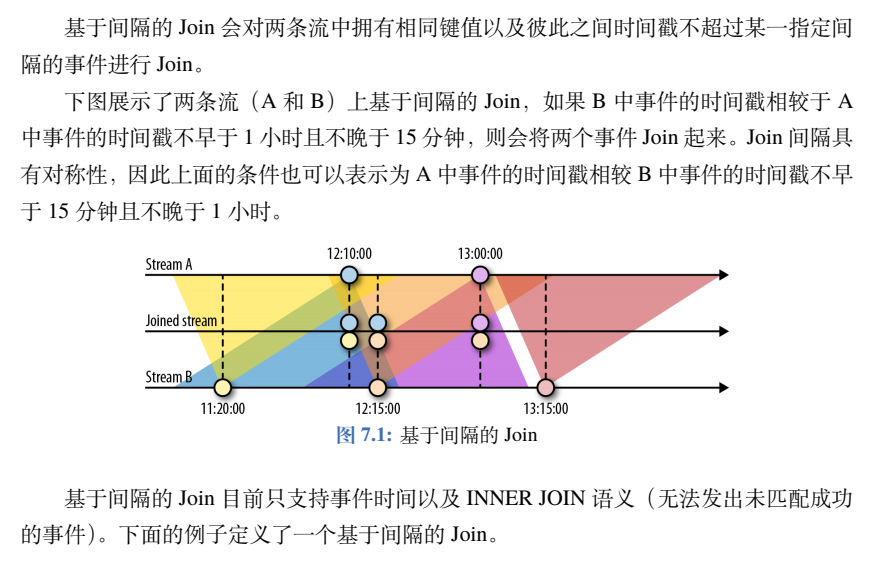 基于间隔的 Join 会对两条流中拥有相同键值以及彼此之间时间戳不超过某一指定间
隔的事件进行 Join。
下图展示了两条流（A 和 B）上基于间隔的 Join，如果 B 中事件的时间戳相较于 A
中事件的时间戳不早于 1 小时且不晚于 15 分钟，则会将两个事件 Join 起来。Join 间隔具
有对称性，因此上面的条件也可以表示为 A 中事件的时间戳相较 B 中事件的时间戳不早
于 15 分钟且不晚于 1 小时。
12:10:00
13:00:00
Stream A
Joined stream
Stream B
11:20:00
12:15:00
13:15:00
图 7.1: 基于间隔的 Join
基于间隔的 Join 目前只支持事件时间以及 INNER JOIN 语义（无法发出未匹配成功
的事件）。下面的例子定义了一个基于间隔的 Join。